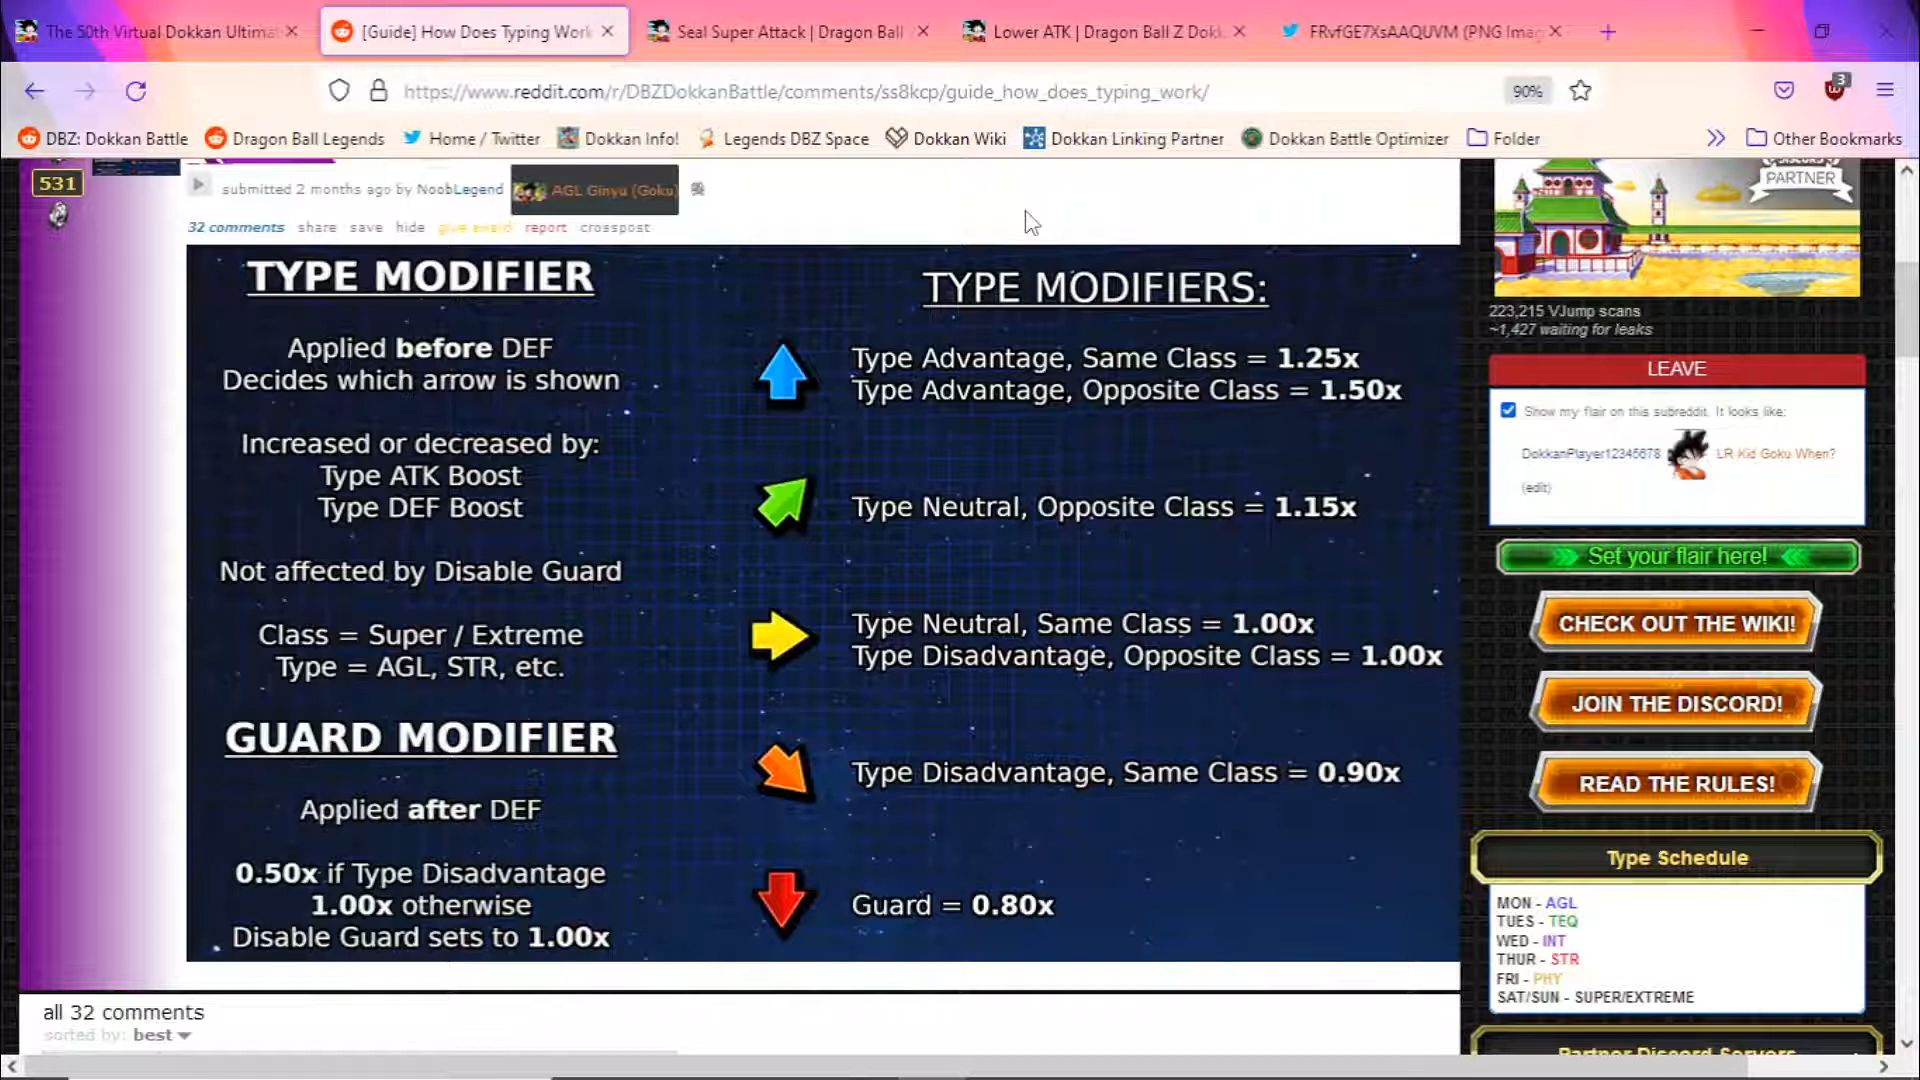 The 50th Virtual Dokkan Ultima
[Guide] How Does Typing Work
Seal Super Attack | Dragon Ball
Lower ATK | Dragon Ball Z Dokk
FRvfGE7XsAAQUVM (PNG Imag
https://www.reddit.com/r/DBZDokkanBattle/comments/ss8kcp/guide_how_does_typing_work/
90%
3
DBZ: Dokkan Battle
Dragon Ball Legends
Home / Twitter
Dokkan Info!
Legends DBZ Space
Dokkan Wiki
Dokkan Linking Partner
Dokkan Battle Optimizer
Folder
Other Bookmarks
531
submitted 2 months ago by NoobLegend
AGL Ginyu (Goku)
32 comments share save hide give award report crosspost
TYPE MODIFIER
Applied before DEF
Decides which arrow is shown
Increased or decreased by:
Type ATK Boost
Type DEF Boost
Not affected by Disable Guard
Class = Super / Extreme
Type = AGL, STR, etc.
GUARD MODIFIER
Applied after DEF
0.50x if Type Disadvantage
1.00x otherwise
Disable Guard sets to 1.00x
TYPE MODIFIERS:
Type Advantage, Same Class = 1.25x
Type Advantage, Opposite Class = 1.50x
Type Neutral, Opposite Class = 1.15x
Type Neutral, Same Class = 1.00x
Type Disadvantage, Opposite Class = 1.00x
Type Disadvantage, Same Class = 0.90x
Guard = 0.80x
all 32 comments
sorted by: best
PARTNER
223,215 VJump scans
~1,427 waiting for leaks
LEAVE
Show my flair on this subreddit. It looks like:
DokkanPlayer12345678 LR Kid Goku When?
(edit)
Set your flair here!
CHECK OUT THE WIKI!
JOIN THE DISCORD!
READ THE RULES!
Type Schedule
MON - AGL
TUES - TEQ
WED - INT
THUR - STR
FRI - PHY
SAT/SUN - SUPER/EXTREME
Partner Discord Servers